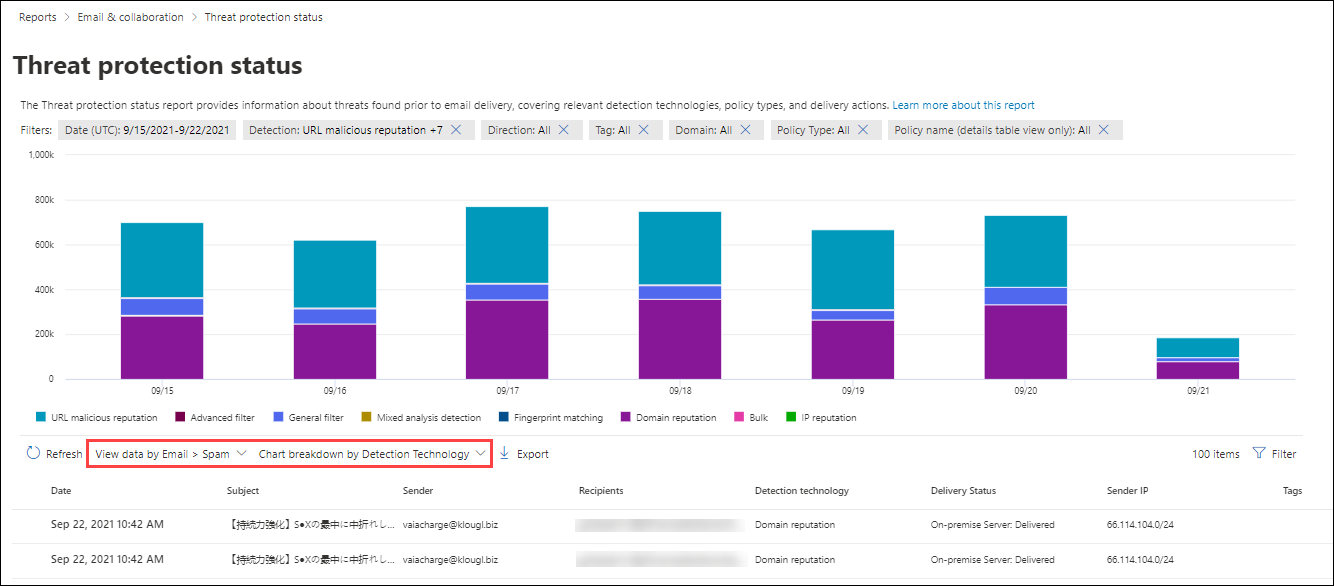 Reports > Email & collaboration > Threat protection status
Threat protection status
The Threat protection status report provides information about threats found prior to email delivery, covering relevant detection technologies, policy types, and delivery actions. Learn more about this report
Filters: Date (UTC): 9/15/2021-9/22/2021 Detection: URL malicious reputation +7 Direction: All Tag: All Domain: All Policy Type: All Policy name (details table view only): All
1,000k
800k
600k
400k
200k
0
09/15 09/16 09/17 09/18 09/19 09/20 09/21
URL malicious reputation Advanced filter General filter Mixed analysis detection Fingerprint matching Domain reputation Bulk IP reputation
Refresh View data by Email > Spam Chart breakdown by Detection Technology Export 100 items Filter
Date Subject Sender Recipients Detection technology Delivery Status Sender IP Tags
Sep 22, 2021 10:42 AM 【持続力強化】S●Xの最中に中折れし... vaiacharge@klougl.biz Domain reputation On-premise Server: Delivered 66.114.104.0/24
Sep 22, 2021 10:42 AM 【持続力強化】S●Xの最中に中折れし... vaiacharge@klougl.biz Domain reputation On-premise Server: Delivered 66.114.104.0/24